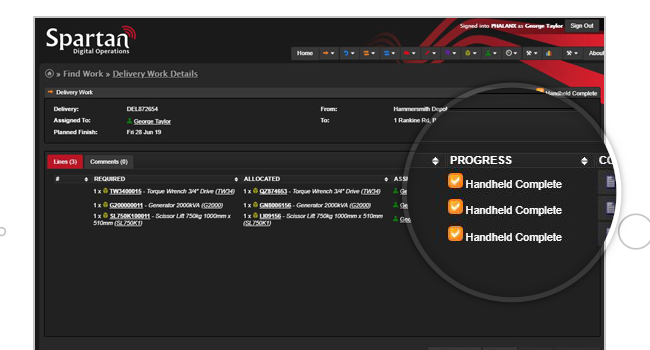 Spartan
Digital Operations
Signed into PHALANX as George Taylor Sign Out
Home
About
» Find Work » Delivery Work Details
Delivery Work
Handheld Complete
Delivery: DEL872654 From: Hammersmith Depot
Assigned To: George Taylor To: 1 Rankine Rd,
Planned Finish: Fri 28 Jun 19
Lines (3) Comments (0)
# REQUIRED ALLOCATED
1 x TW3400015 - Torque Wrench 3/4" Drive (TW34) 1 x QZ874653 - Torque Wrench 3/4" Drive (TW34)
1 x G200000011 - Generator 2000kVA (G2000) 1 x GN8006156 - Generator 2000kVA (G2000)
1 x SL750K100011 - Scissor Lift 750kg 1000mm x 510mm (SL750K1) 1 x LI09156 - Scissor Lift 750kg 1000mm x 510mm (SL750K1)
PROGRESS
Handheld Complete
Handheld Complete
Handheld Complete